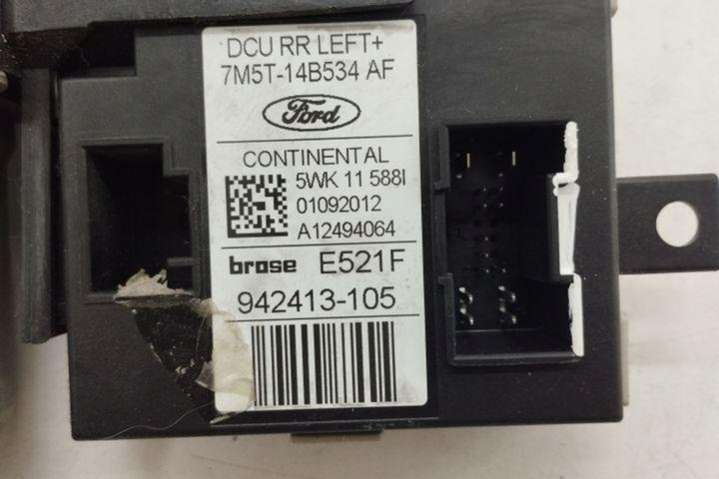 DCU RR LEFT+
7M5T-14B534 AF
Ford
CONTINENTAL
5WK 11 588I
01092012
A12494064
brose E521F
942413-105